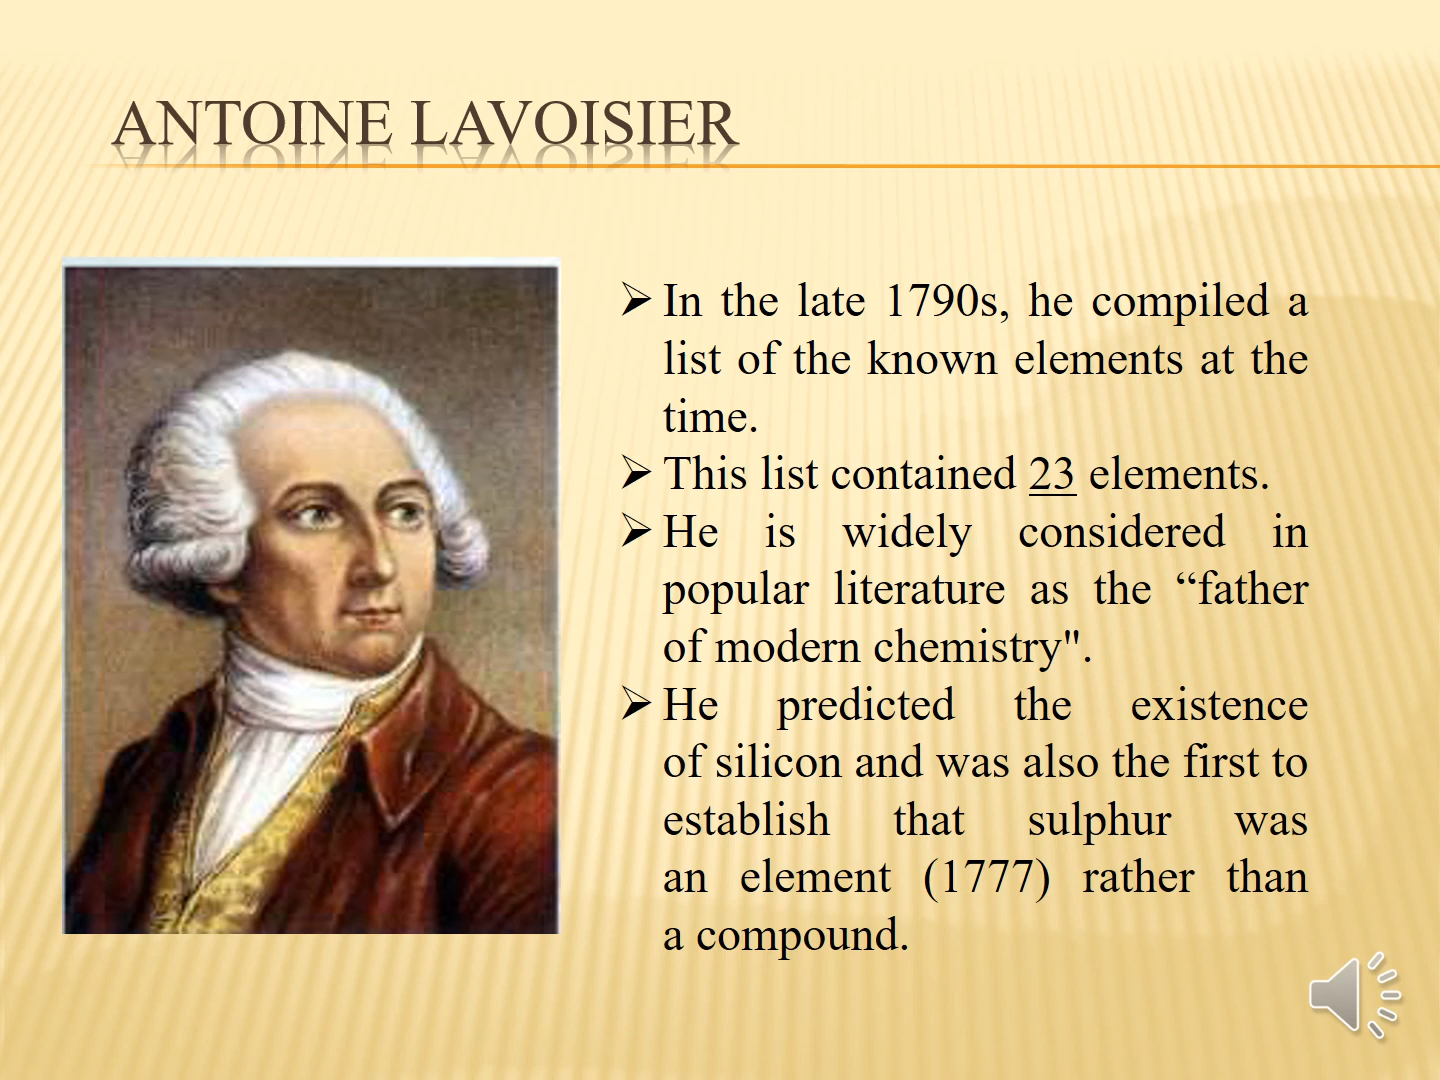 ANTOINE LAVOISIER
➢ In the late 1790s, he compiled a
list of the known elements at the
time.
➢ This list contained 23 elements.
➢ He is widely considered in
popular literature as the “father
of modern chemistry".
➢ He predicted the existence
of silicon and was also the first to
establish that sulphur was
an element (1777) rather than
a compound.